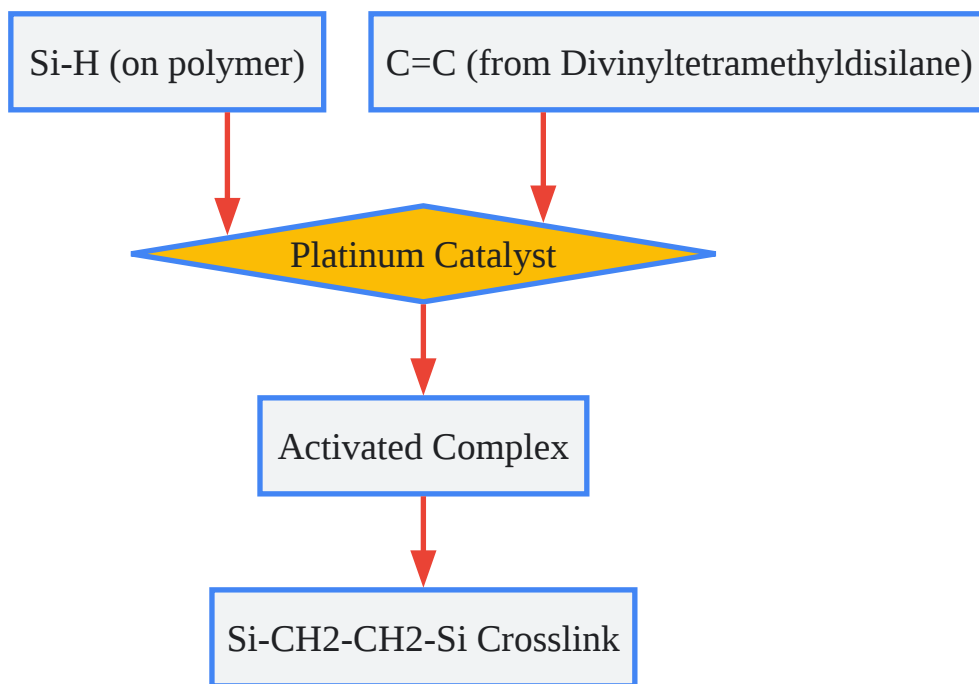 Si-H (on polymer)
C=C (from Divinyltetramethyldisilane)
Platinum Catalyst
Activated Complex
Si-CH2-CH2-Si Crosslink